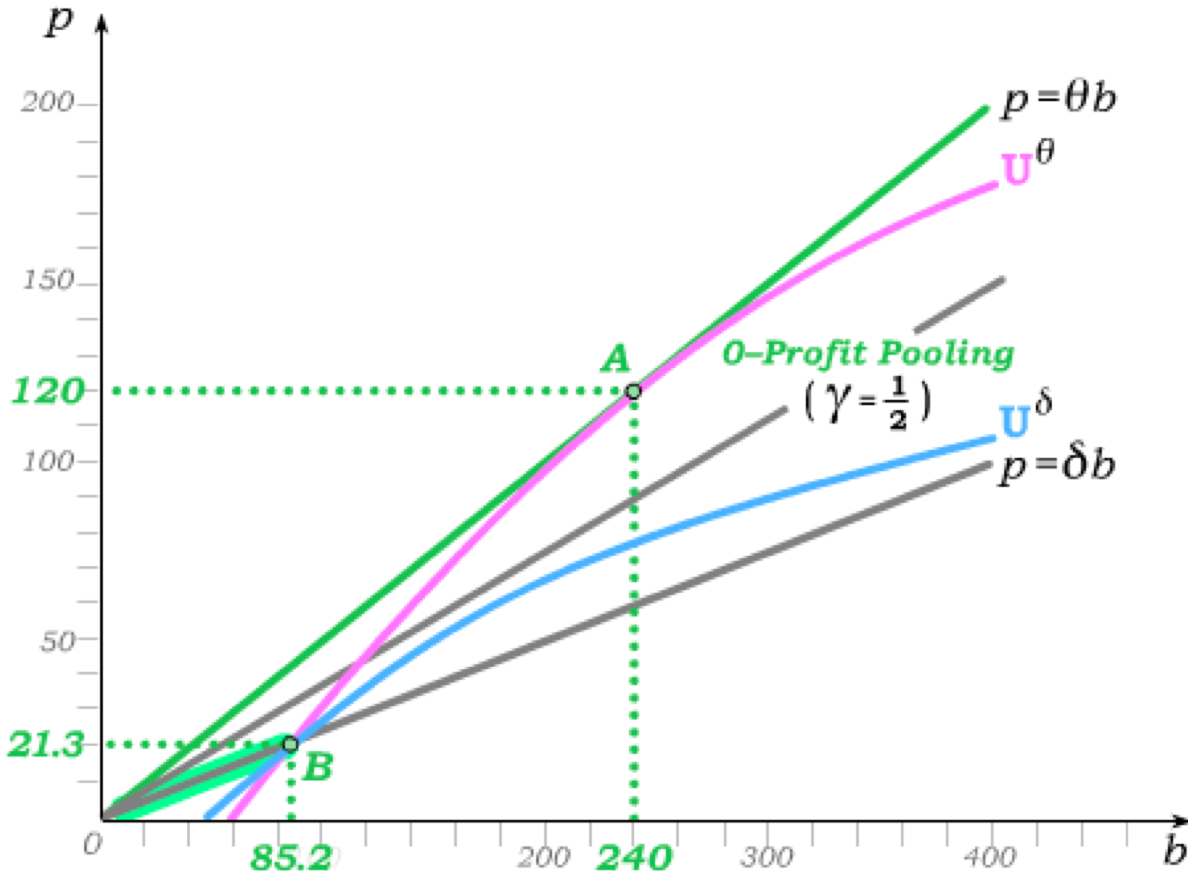 p
200
p=θb
U^θ
150
A
0–Profit Pooling
120
( γ = 1/2 )
U^δ
100
p=δb
50
21.3
B
0
85.2
200
240
300
400
b